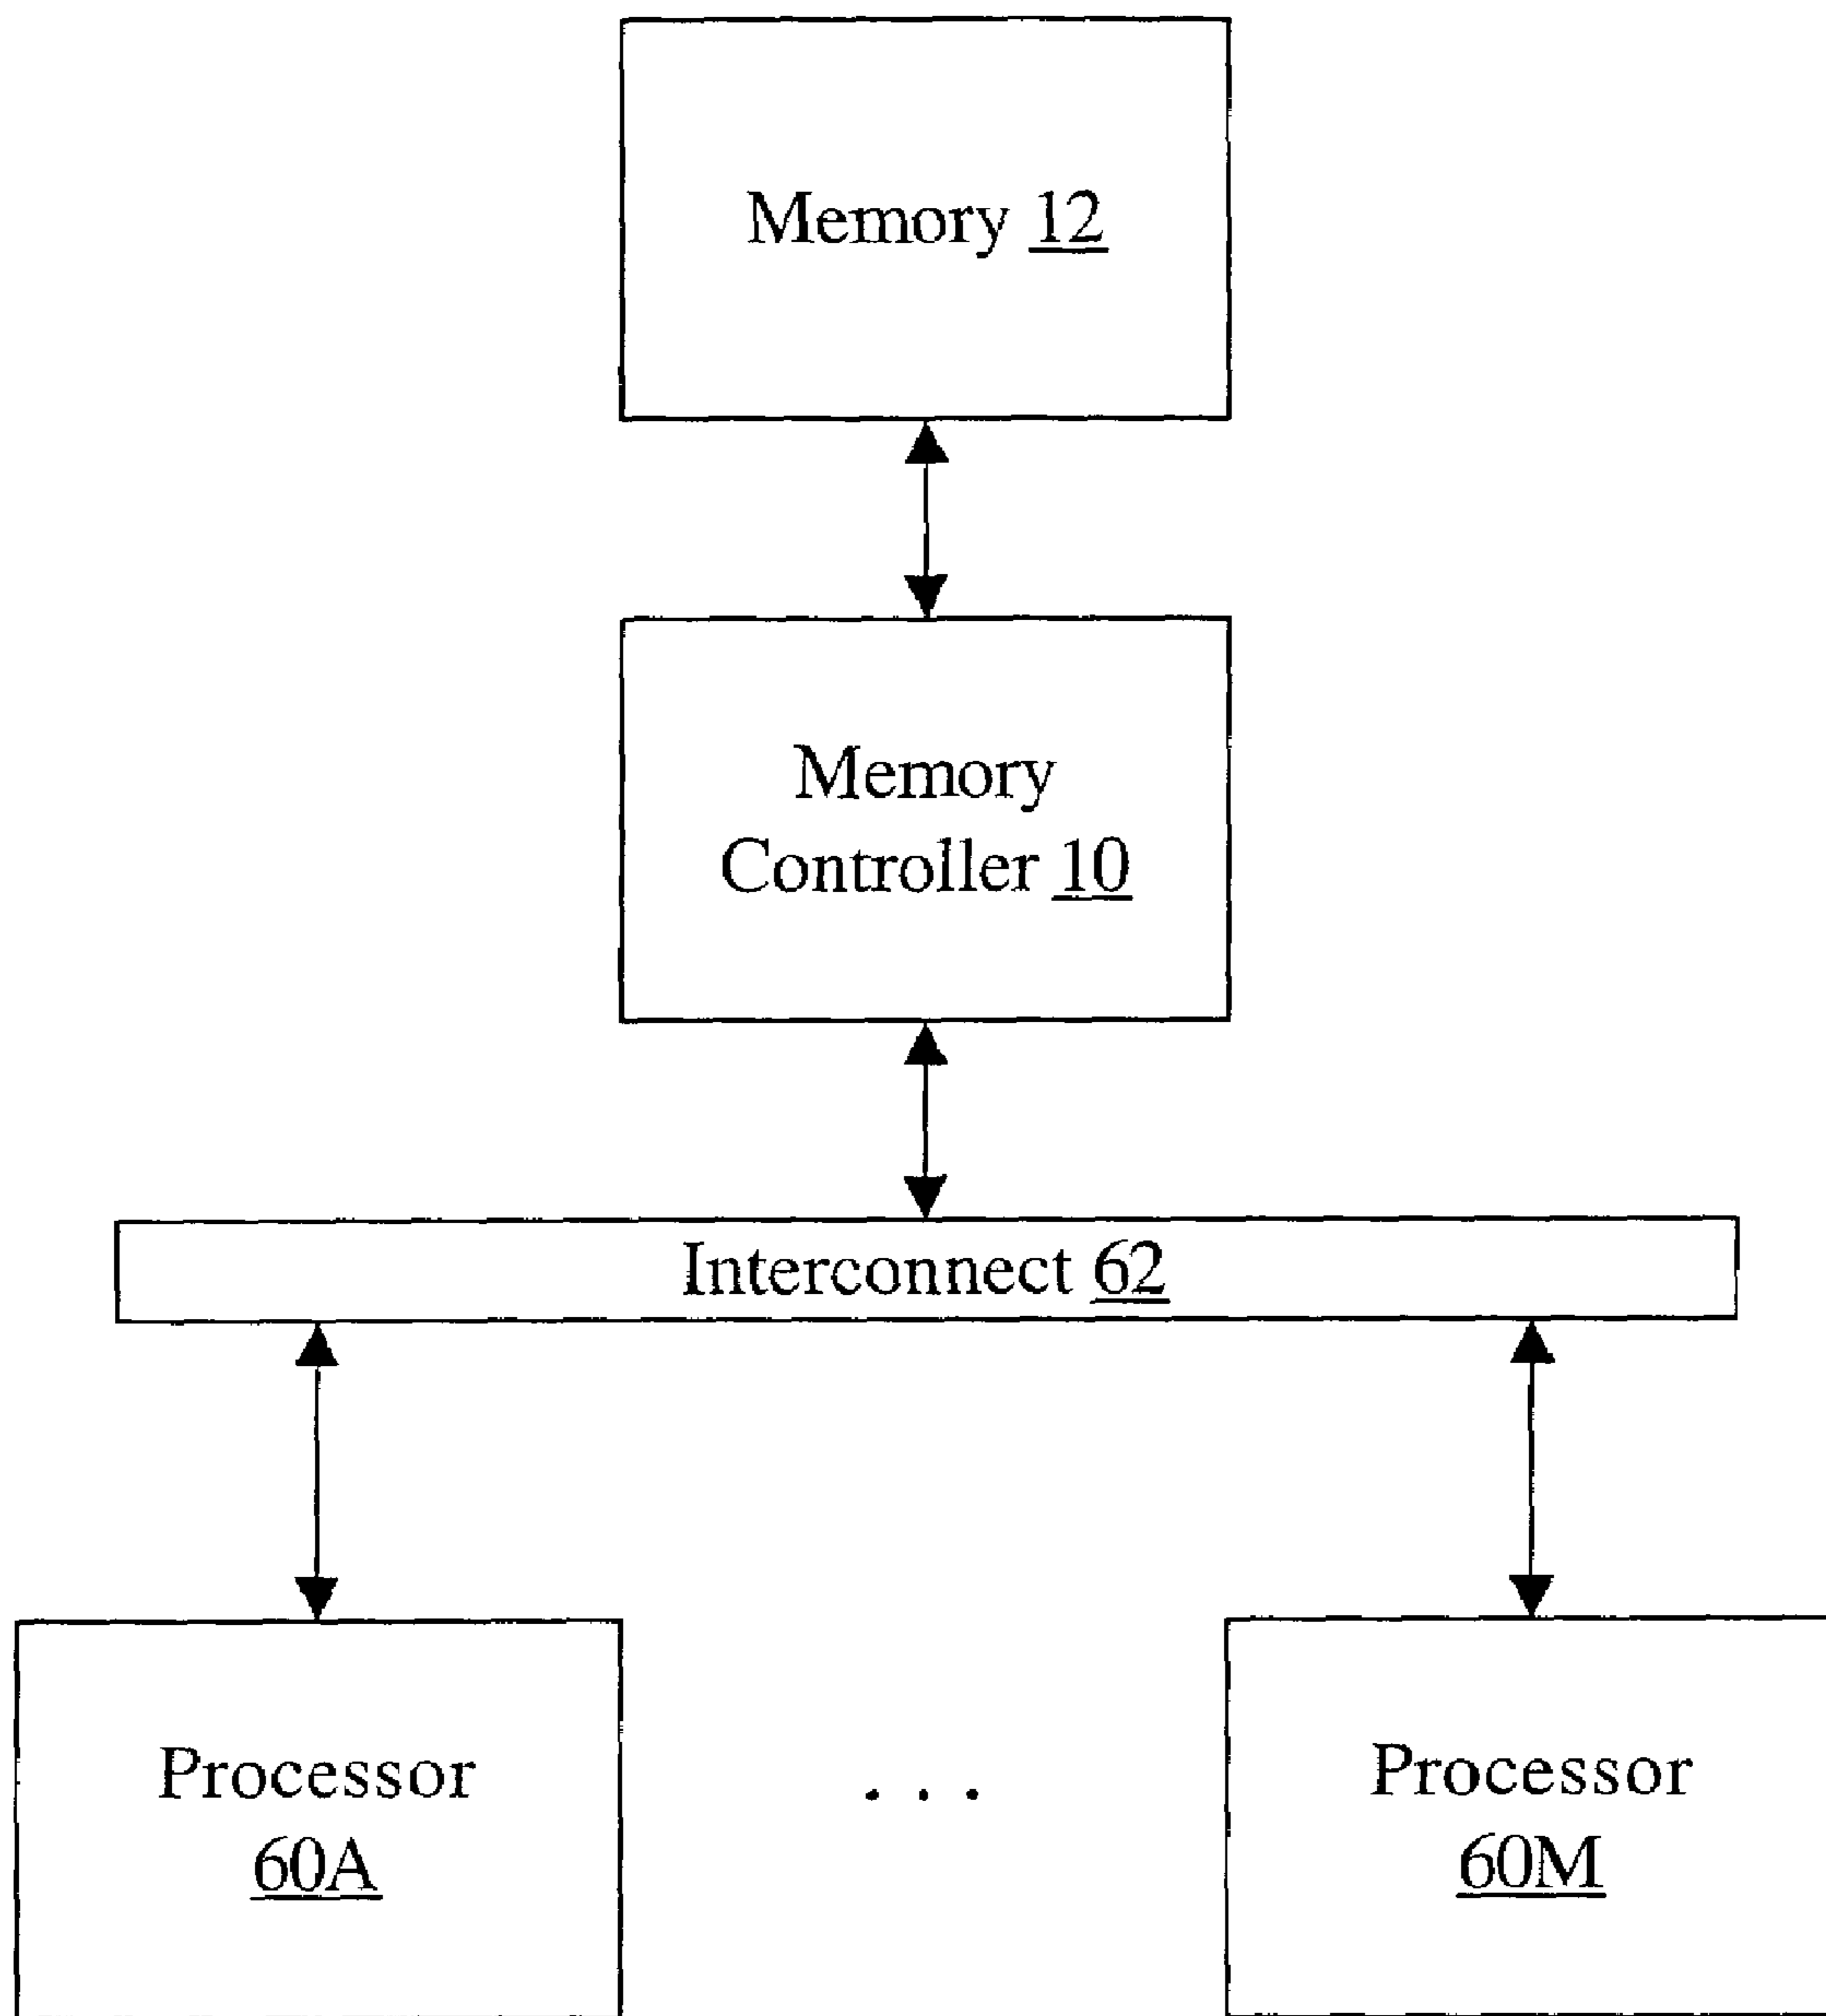 Memory 12
Memory
Controller 10
Interconnect 62
Processor
60A
. . .
Processor
60M